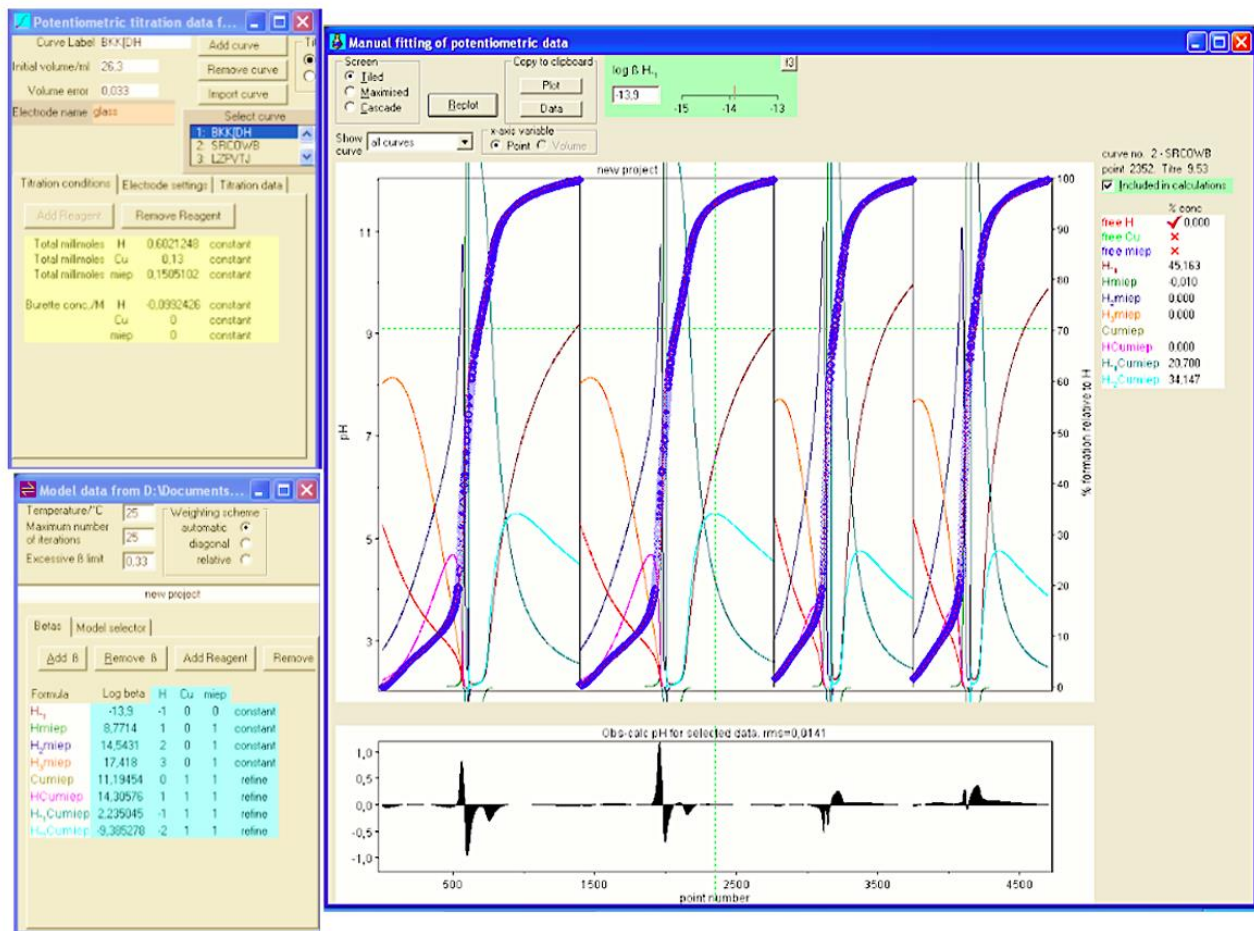 Potentiometric titration data f...
Curve Label BKKJDH
Add curve
Initial volume/ml 26.3
Remove curve
Volume error 0,033
Import curve
Electrode name glass
Select curve
1: BKKJDH
2: SRCOWB
3: LZPVTJ
Titration conditions Electrode settings Titration data
Add Reagent Remove Reagent
Total millmoles H 0,6021248 constant
Total millmoles Cu 0,13 constant
Total millmoles miep 0,1505102 constant
Burette conc./M H -0,0992426 constant
Cu 0 constant
miep 0 constant
Model data from D:\Documents...
Temperature/°C 25
Maximum number of iterations 25
Excessive ß limit 0,33
Weighting scheme
automatic
diagonal
relative
new project
Betas Model selector
Add ß Remove ß Add Reagent Remove
Formula Log beta H Cu miep
H₋₁ -13,9 -1 0 0 constant
Hmiep 8,7714 1 0 1 constant
H₂miep 14,5431 2 0 1 constant
H₃miep 17,418 3 0 1 constant
Cumiep 11,19454 0 1 1 refine
HCumiep 14,30576 1 1 1 refine
H₋₁Cumiep 2,235045 -1 1 1 refine
H₋₂Cumiep -9,385278 -2 1 1 refine
Manual fitting of potentiometric data
Screen
Tiled
Maximised
Cascade
Replot
Copy to clipboard
Plot
Data
log ß H₋₁
-13,9
-15 -14 -13
Show curve all curves
x-axis variable
Point Volume
new project
pH
11
9
7
5
3
100
90
80
70
60
50
40
30
20
10
0
% formation relative to H
curve no. 2 - SRCOWB
point 2352. Titre 9.53
Included in calculations
% conc
free H 0,000
free Cu
free miep
H₋₁ 45,163
Hmiep -0,010
H₂miep 0,000
H₃miep 0,000
Cumiep
HCumiep 0,000
H₋₁Cumiep 20,700
H₋₂Cumiep 34,147
Obs-calc pH for selected data. rms=0,0141
1,0
0,5
0,0
-0,5
-1,0
500 1500 2500 3500 4500
point number